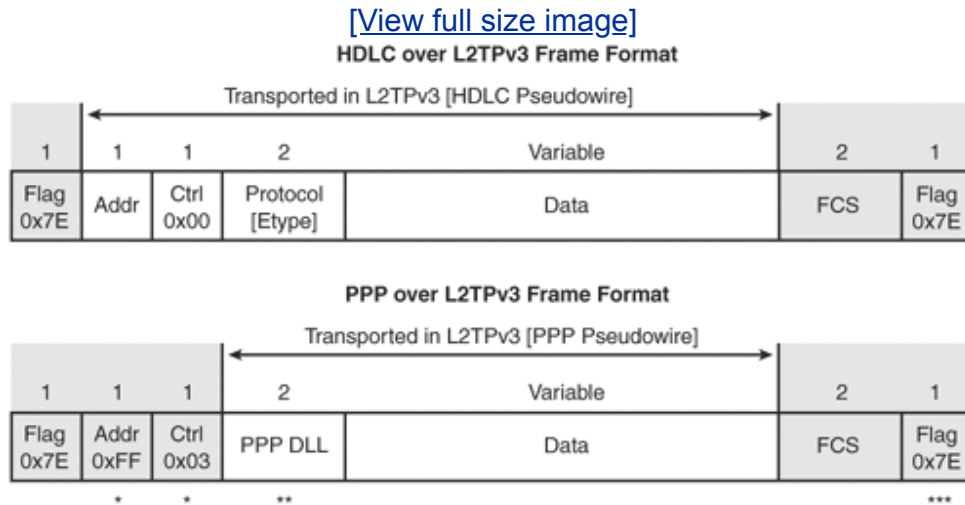 [View full size image]
HDLC over L2TPv3 Frame Format
Transported in L2TPv3 [HDLC Pseudowire]
1 1 1 2 Variable 2 1
Flag 0x7E Addr Ctrl 0x00 Protocol [Etype] Data FCS Flag 0x7E
PPP over L2TPv3 Frame Format
Transported in L2TPv3 [PPP Pseudowire]
1 1 1 2 Variable 2 1
Flag 0x7E Addr 0xFF Ctrl 0x03 PPP DLL Data FCS Flag 0x7E
* * ** ***